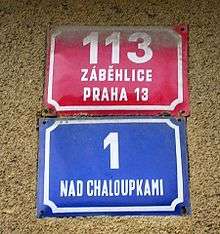 113
ZÁBĚHLICE
PRAHA 13
1
NAD CHALOUPKAMI